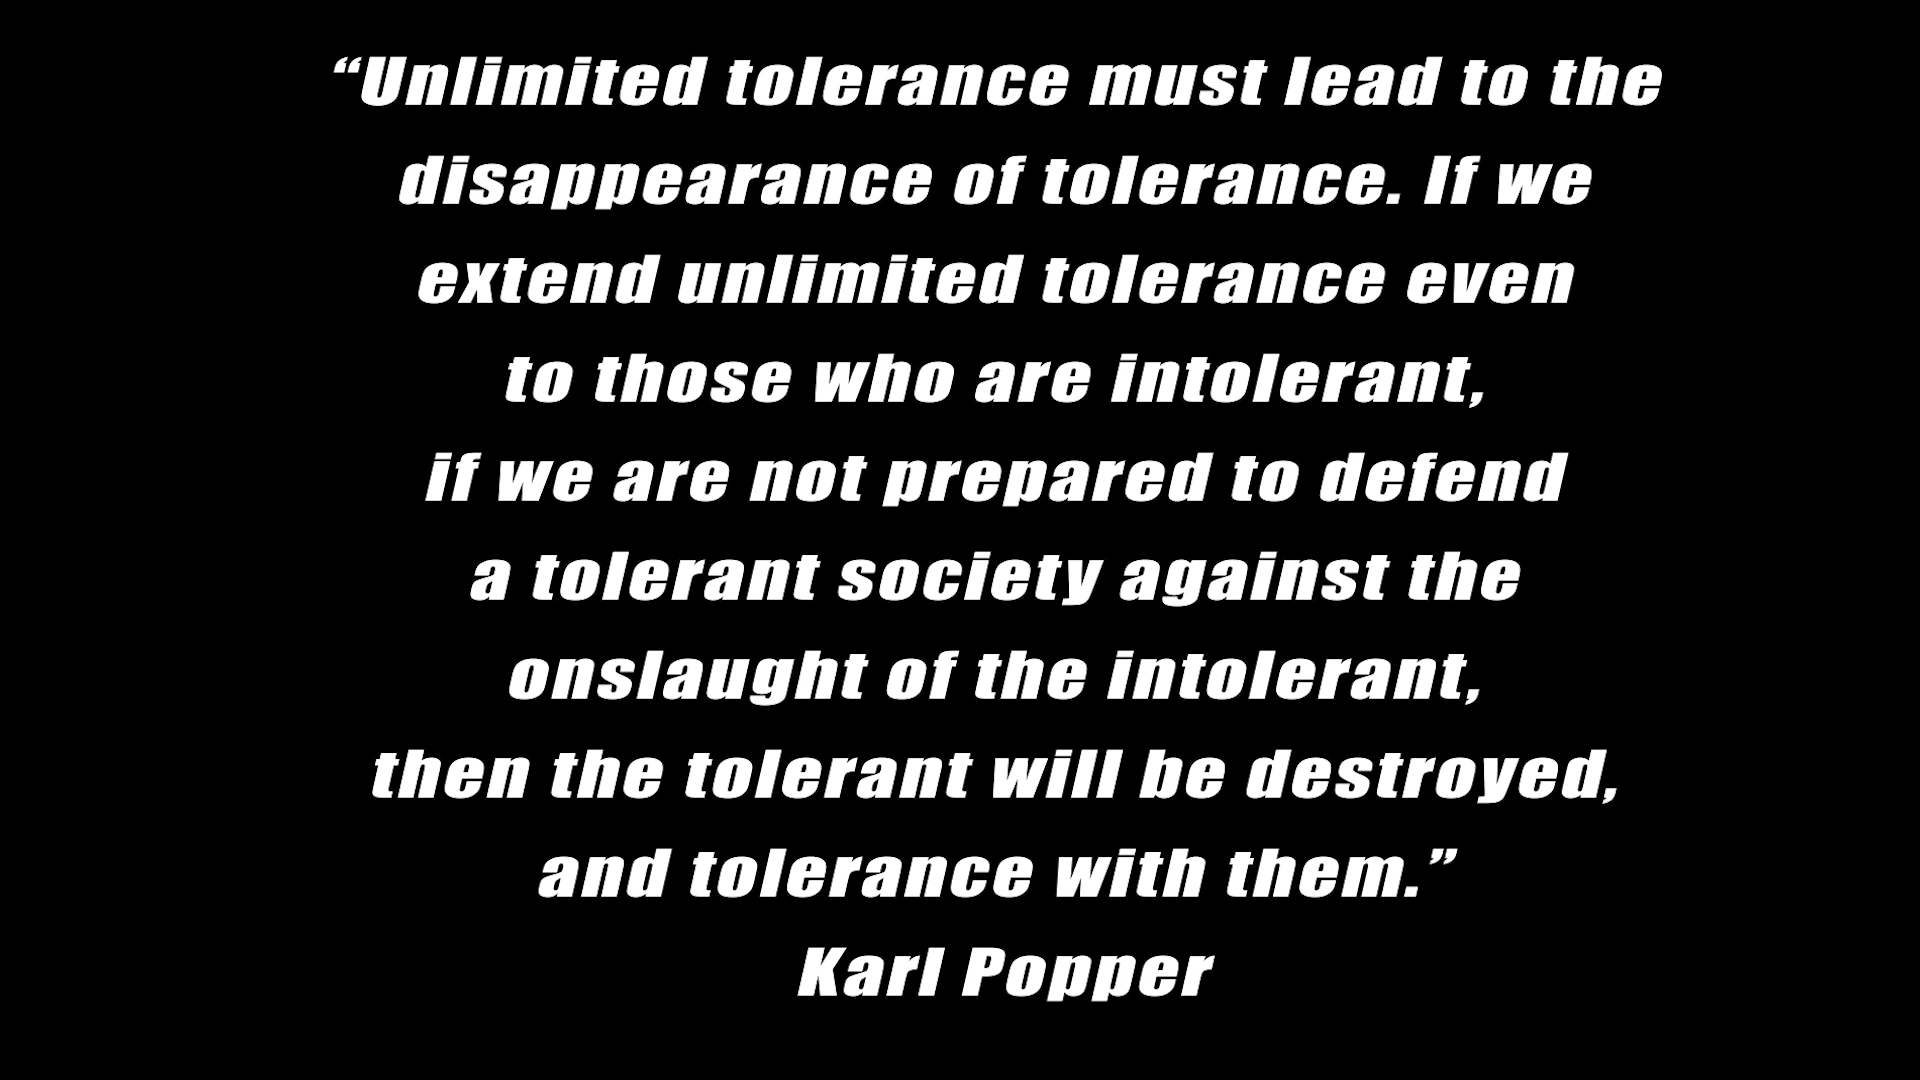 “Unlimited tolerance must lead to the
disappearance of tolerance. If we
extend unlimited tolerance even
to those who are intolerant,
if we are not prepared to defend
a tolerant society against the
onslaught of the intolerant,
then the tolerant will be destroyed,
and tolerance with them.”
Karl Popper